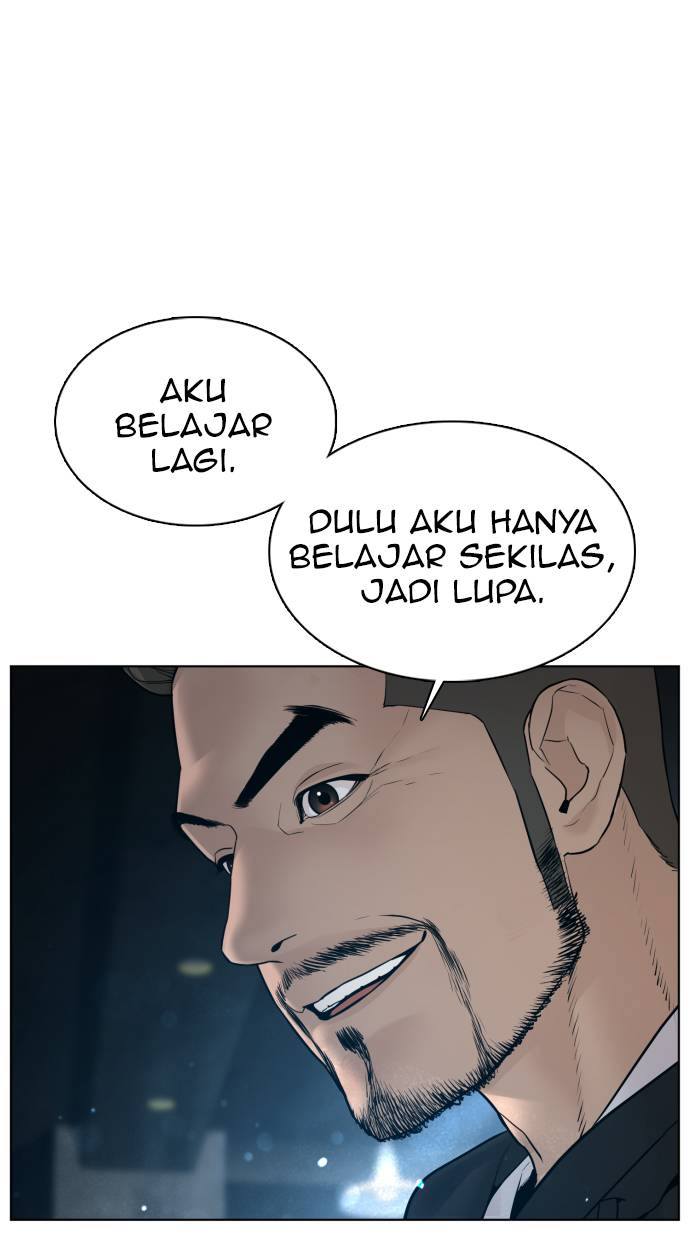 AKU
BELAJAR
LAGI.
DULU AKU HANYA
BELAJAR SEKILAS,
JADI LUPA.